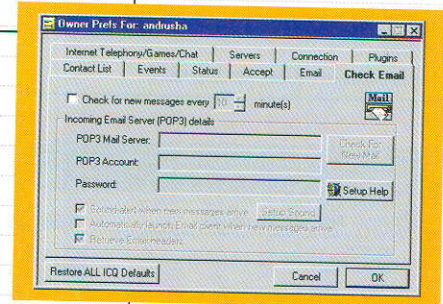 Owner Prefs For: andrusha
Internet Telephony/Games/Chat Servers Connection Plugins
Contact List Events Status Accept Email Check Email
Check for new messages every 10 minute(s)
Mail
Incoming Email Server (POP3) details
POP3 Mail Server:
POP3 Account:
Password:
Check For
New Mail
Setup Help
Sound alert when new messages arrive Setup Sound
Automatically launch Email client when new messages arrive
Retrieve Email headers
Restore ALL ICQ Defaults Cancel OK